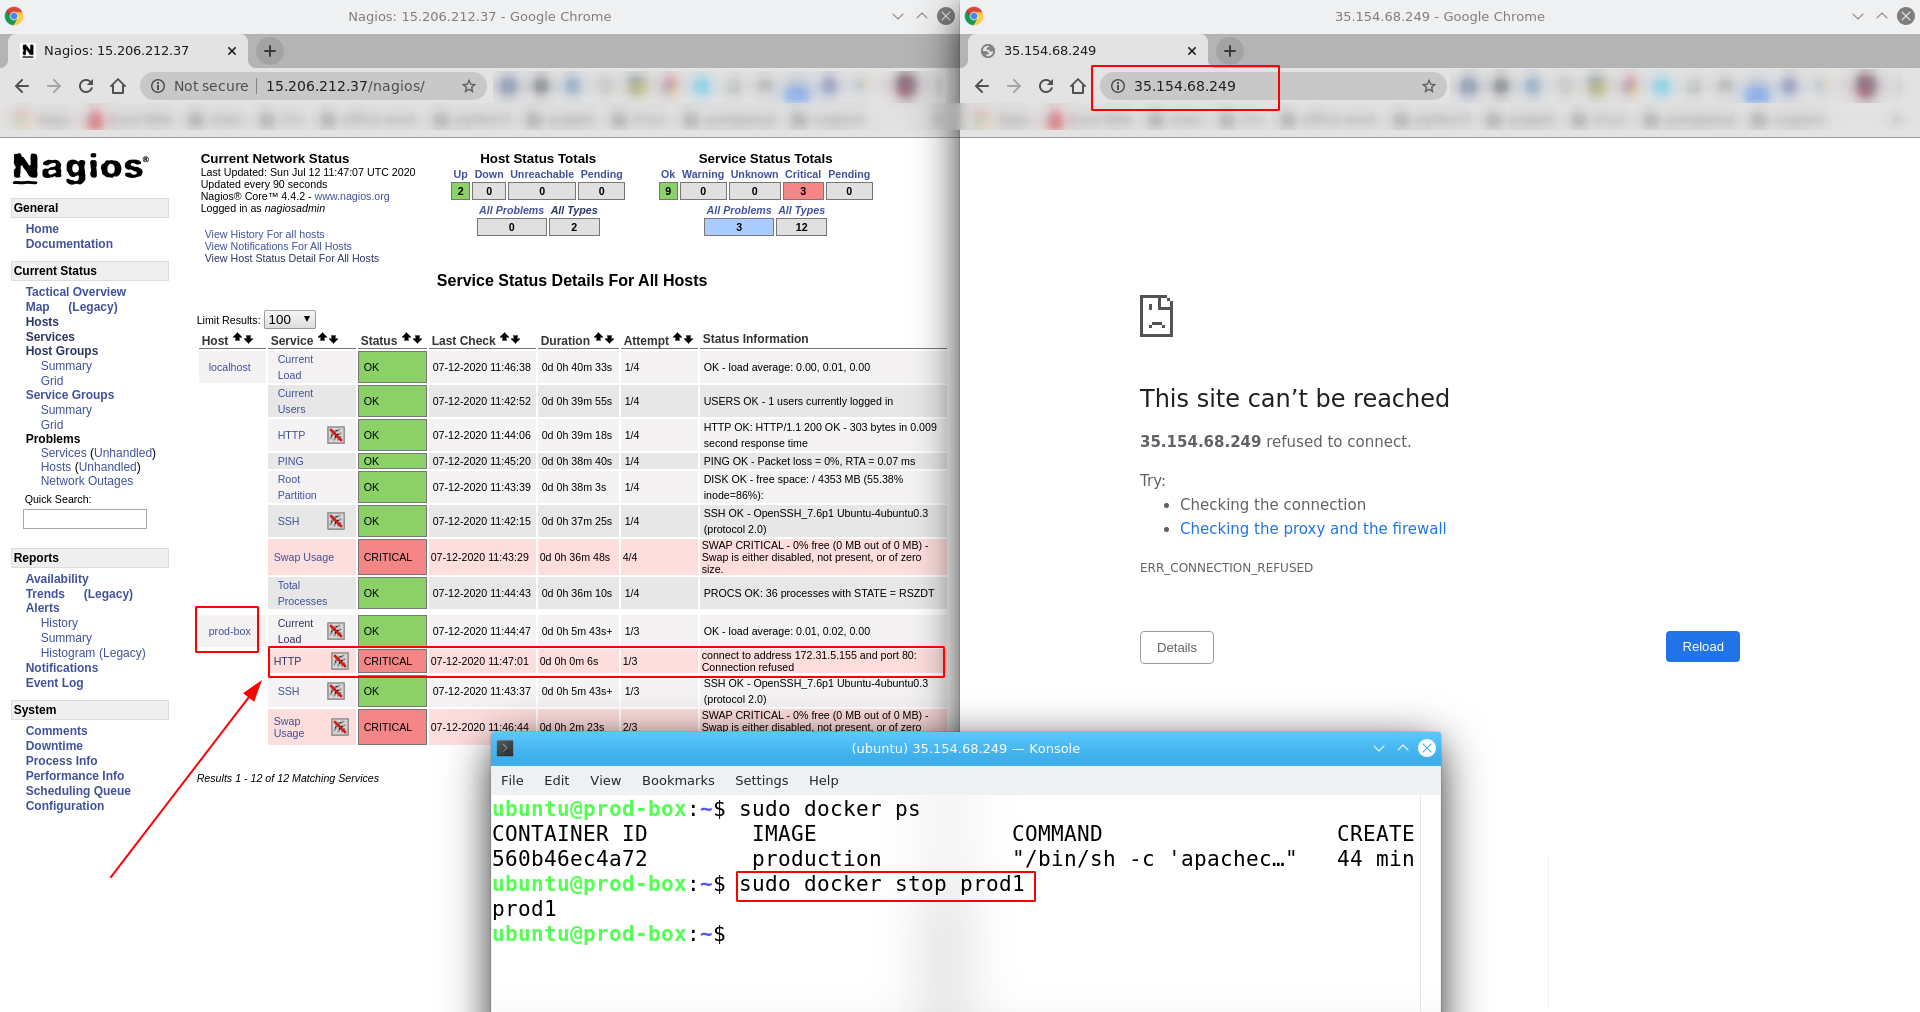 Nagios: 15.206.212.37 - Google Chrome
Nagios: 15.206.212.37
Not secure
15.206.212.37/nagios/
Nagios®
General
Home
Documentation
Current Status
Tactical Overview
Map (Legacy)
Hosts
Services
Host Groups
Summary
Grid
Service Groups
Summary
Grid
Problems
Services (Unhandled)
Hosts (Unhandled)
Network Outages
Quick Search:
Reports
Availability
Trends (Legacy)
Alerts
History
Summary
Histogram (Legacy)
Notifications
Event Log
System
Comments
Downtime
Process Info
Performance Info
Scheduling Queue
Configuration
Current Network Status
Last Updated: Sun Jul 12 11:47:07 UTC 2020
Updated every 90 seconds
Nagios® Core™ 4.4.2 - www.nagios.org
Logged in as nagiosadmin
View History For all hosts
View Notifications For All Hosts
View Host Status Detail For All Hosts
Host Status Totals
Up Down Unreachable Pending
2 0 0 0
All Problems All Types
0 2
Service Status Totals
Ok Warning Unknown Critical Pending
9 0 0 3 0
All Problems All Types
3 12
Service Status Details For All Hosts
Limit Results: 100
Host Service Status Last Check Duration Attempt Status Information
localhost Current Load OK 07-12-2020 11:46:38 0d 0h 40m 33s 1/4 OK - load average: 0.00, 0.01, 0.00
Current Users OK 07-12-2020 11:42:52 0d 0h 39m 55s 1/4 USERS OK - 1 users currently logged in
HTTP OK 07-12-2020 11:44:06 0d 0h 39m 18s 1/4 HTTP OK: HTTP/1.1 200 OK - 303 bytes in 0.009 second response time
PING OK 07-12-2020 11:45:20 0d 0h 38m 40s 1/4 PING OK - Packet loss = 0%, RTA = 0.07 ms
Root Partition OK 07-12-2020 11:43:39 0d 0h 38m 3s 1/4 DISK OK - free space: / 4353 MB (55.38% inode=86%):
SSH OK 07-12-2020 11:42:15 0d 0h 37m 25s 1/4 SSH OK - OpenSSH_7.6p1 Ubuntu-4ubuntu0.3 (protocol 2.0)
Swap Usage CRITICAL 07-12-2020 11:43:29 0d 0h 36m 48s 4/4 SWAP CRITICAL - 0% free (0 MB out of 0 MB) - Swap is either disabled, not present, or of zero size.
Total Processes OK 07-12-2020 11:44:43 0d 0h 36m 10s 1/4 PROCS OK: 36 processes with STATE = RSZDT
prod-box Current Load OK 07-12-2020 11:44:47 0d 0h 5m 43s+ 1/3 OK - load average: 0.01, 0.02, 0.00
HTTP CRITICAL 07-12-2020 11:47:01 0d 0h 0m 6s 1/3 connect to address 172.31.5.155 and port 80: Connection refused
SSH OK 07-12-2020 11:43:37 0d 0h 5m 43s+ 1/3 SSH OK - OpenSSH_7.6p1 Ubuntu-4ubuntu0.3 (protocol 2.0)
Swap Usage CRITICAL 07-12-2020 11:46:44 0d 0h 2m 23s 2/3 SWAP CRITICAL - 0% free (0 MB out of 0 MB) - Swap is either disabled, not present, or of zero
Results 1 - 12 of 12 Matching Services
35.154.68.249 - Google Chrome
35.154.68.249
35.154.68.249
This site can't be reached
35.154.68.249 refused to connect.
Try:
Checking the connection
Checking the proxy and the firewall
ERR_CONNECTION_REFUSED
Details
Reload
(ubuntu) 35.154.68.249 — Konsole
File Edit View Bookmarks Settings Help
ubuntu@prod-box:~$ sudo docker ps
CONTAINER ID IMAGE COMMAND CREATE
560b46ec4a72 production "/bin/sh -c 'apachec…" 44 min
ubuntu@prod-box:~$ sudo docker stop prod1
prod1
ubuntu@prod-box:~$